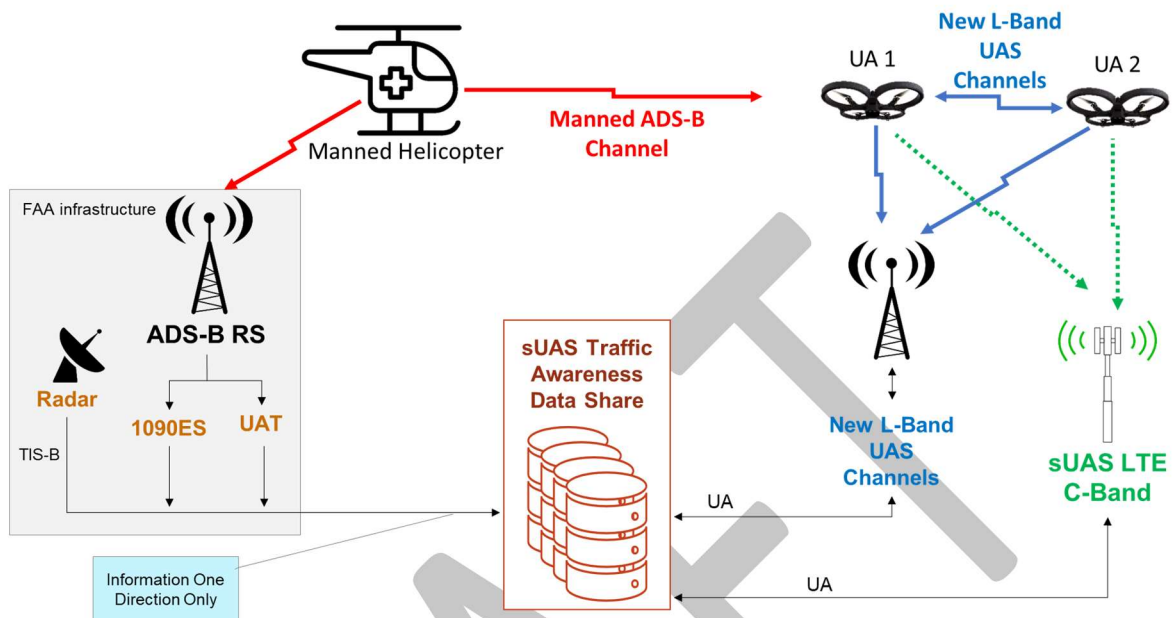 New L-Band
UAS
Channels
UA 1
UA 2
Manned ADS-B
Channel
Manned Helicopter
FAA infrastructure
ADS-B RS
Radar
1090ES
UAT
TIS-B
sUAS Traffic
Awareness
Data Share
New L-Band
UAS
Channels
sUAS LTE
C-Band
UA
UA
Information One
Direction Only